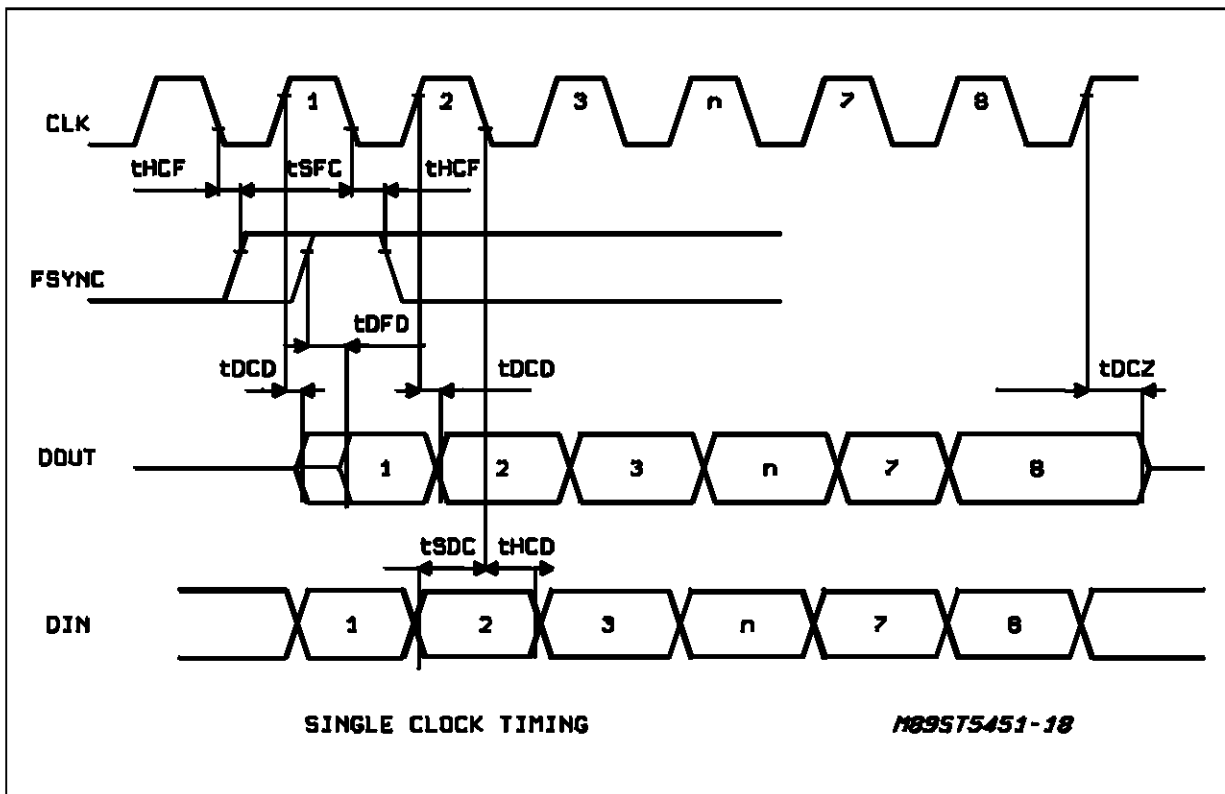 CLK 1 2 3 n 7 8
tHCF tSFC tHCF
FSYNC
tDFD
tDCD tDCD tDCZ
DOUT 1 2 3 n 7 8
tSDC tHCD
DIN 1 2 3 n 7 8
SINGLE CLOCK TIMING M89ST5451-18